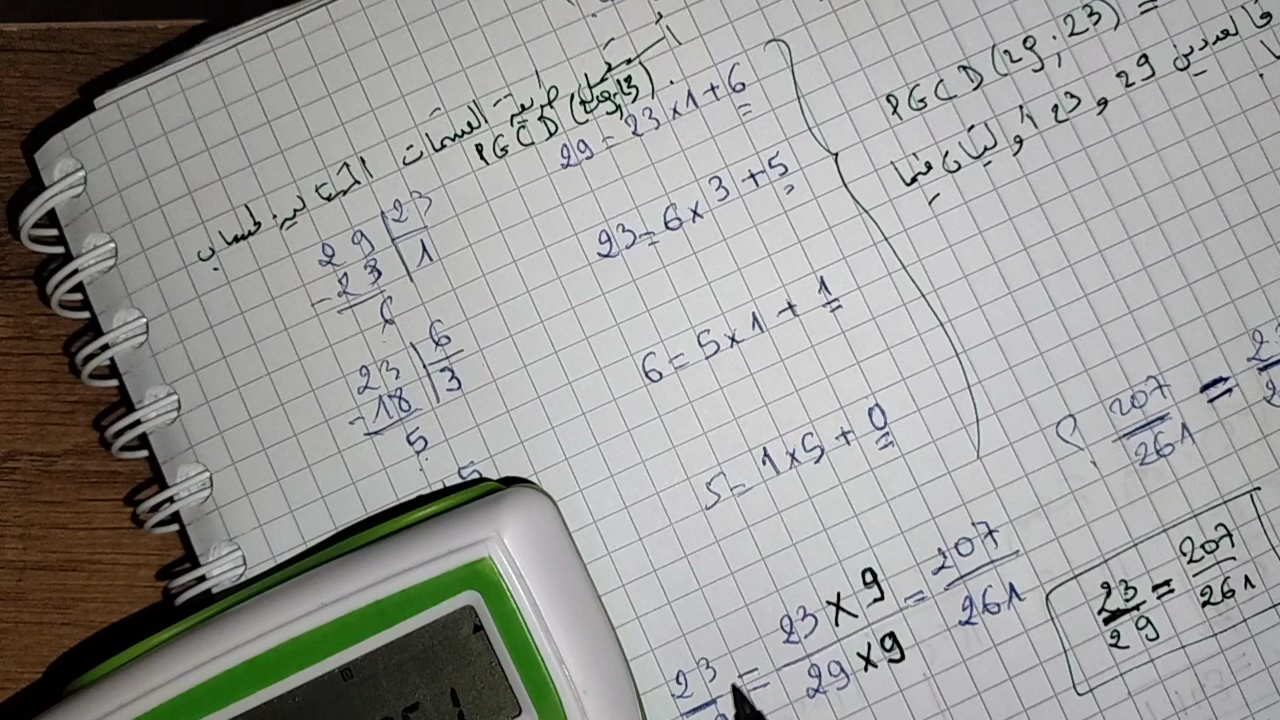 أستعمل طريقة القسمات المتتالية لحساب
PGCD (29;23).
29 = 23 × 1 + 6
23 = 6 × 3 + 5
6 = 5 × 1 + 1
5 = 1 × 5 + 0
29 | 23
- 23 | 1
6
23 | 6
- 18 | 3
5
PGCD (29 ; 23) =
فالعددين 29 و 23 أوليان فيما
207/261 =
23/29 = 207/261
23 = 23 × 9 / 29 × 9 = 207/261